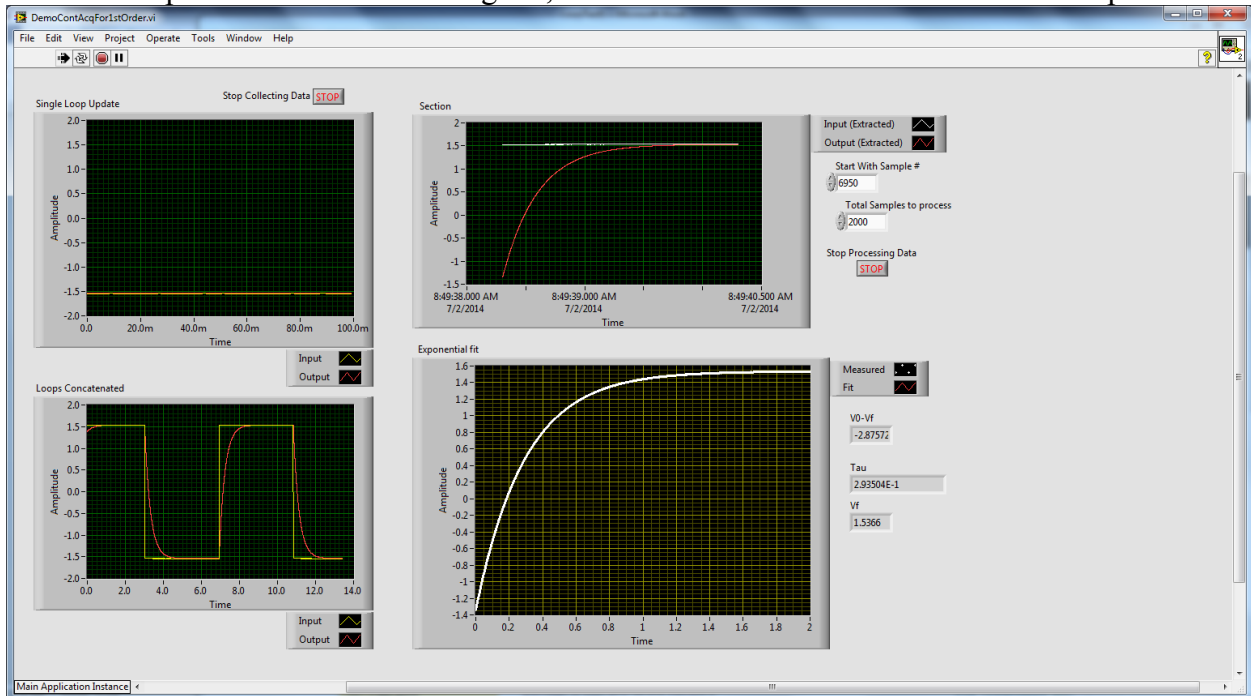 DemoContAcqFor1stOrder.vi
File Edit View Project Operate Tools Window Help
2
Single Loop Update
Stop Collecting Data STOP
2.0
1.5
1.0
0.5
0.0
-0.5
-1.0
-1.5
-2.0
Amplitude
0.0 20.0m 40.0m 60.0m 80.0m 100.0m
Time
Input
Output
Loops Concatenated
2.0
1.5
1.0
0.5
0.0
-0.5
-1.0
-1.5
-2.0
Amplitude
0.0 2.0 4.0 6.0 8.0 10.0 12.0 14.0
Time
Input
Output
Section
2
1.5
1
0.5
0
-0.5
-1
-1.5
Amplitude
8:49:38.000 AM 8:49:39.000 AM 8:49:40.500 AM
7/2/2014 7/2/2014 7/2/2014
Time
Input (Extracted)
Output (Extracted)
Start With Sample #
6950
Total Samples to process
2000
Stop Processing Data
STOP
Exponential fit
1.6
1.4
1.2
1
0.8
0.6
0.4
0.2
0
-0.2
-0.4
-0.6
-0.8
-1
-1.2
-1.4
Amplitude
0 0.2 0.4 0.6 0.8 1 1.2 1.4 1.6 1.8 2
Time
Measured
Fit
V0-Vf
-2.87572
Tau
2.93504E-1
Vf
1.5366
Main Application Instance